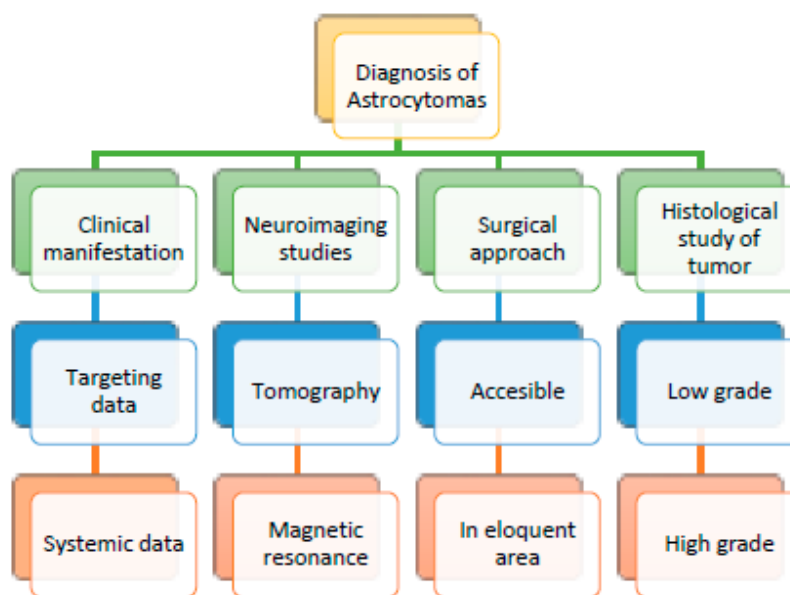 Diagnosis of
Astrocytomas
Clinical
manifestation
Neuroimaging
studies
Surgical
approach
Histological
study of
tumor
Targeting
data
Tomography
Accesible
Low grade
Systemic data
Magnetic
resonance
In eloquent
area
High grade